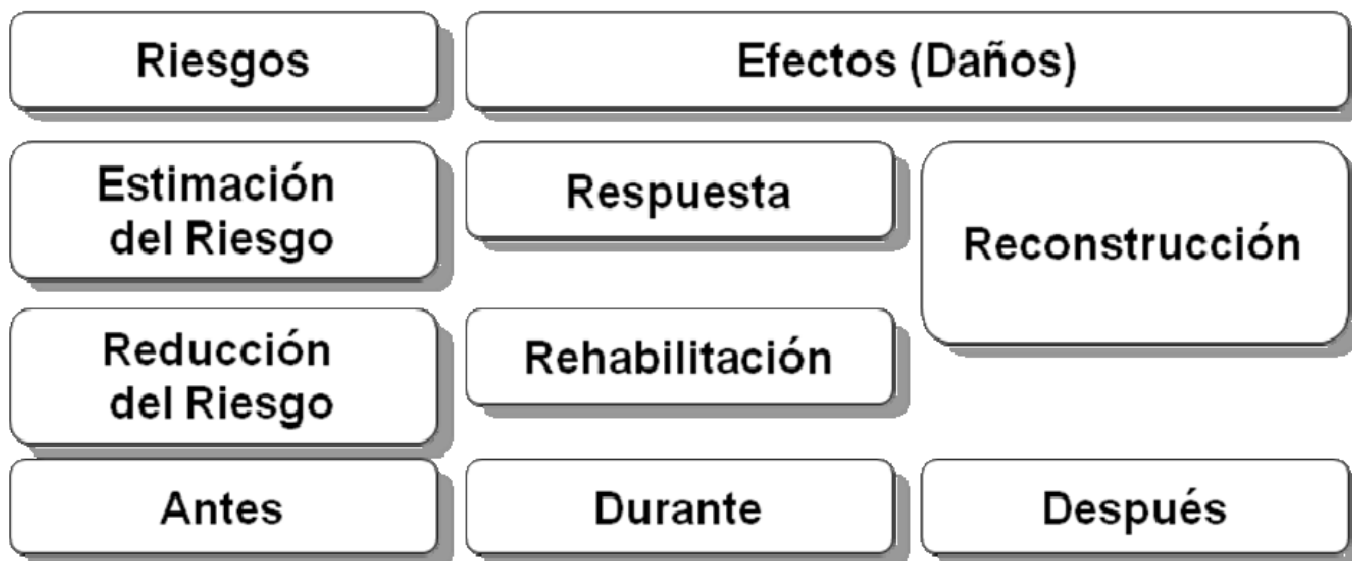 Riesgos
Efectos (Daños)
Estimación
del Riesgo
Respuesta
Reconstrucción
Reducción
del Riesgo
Rehabilitación
Antes
Durante
Después